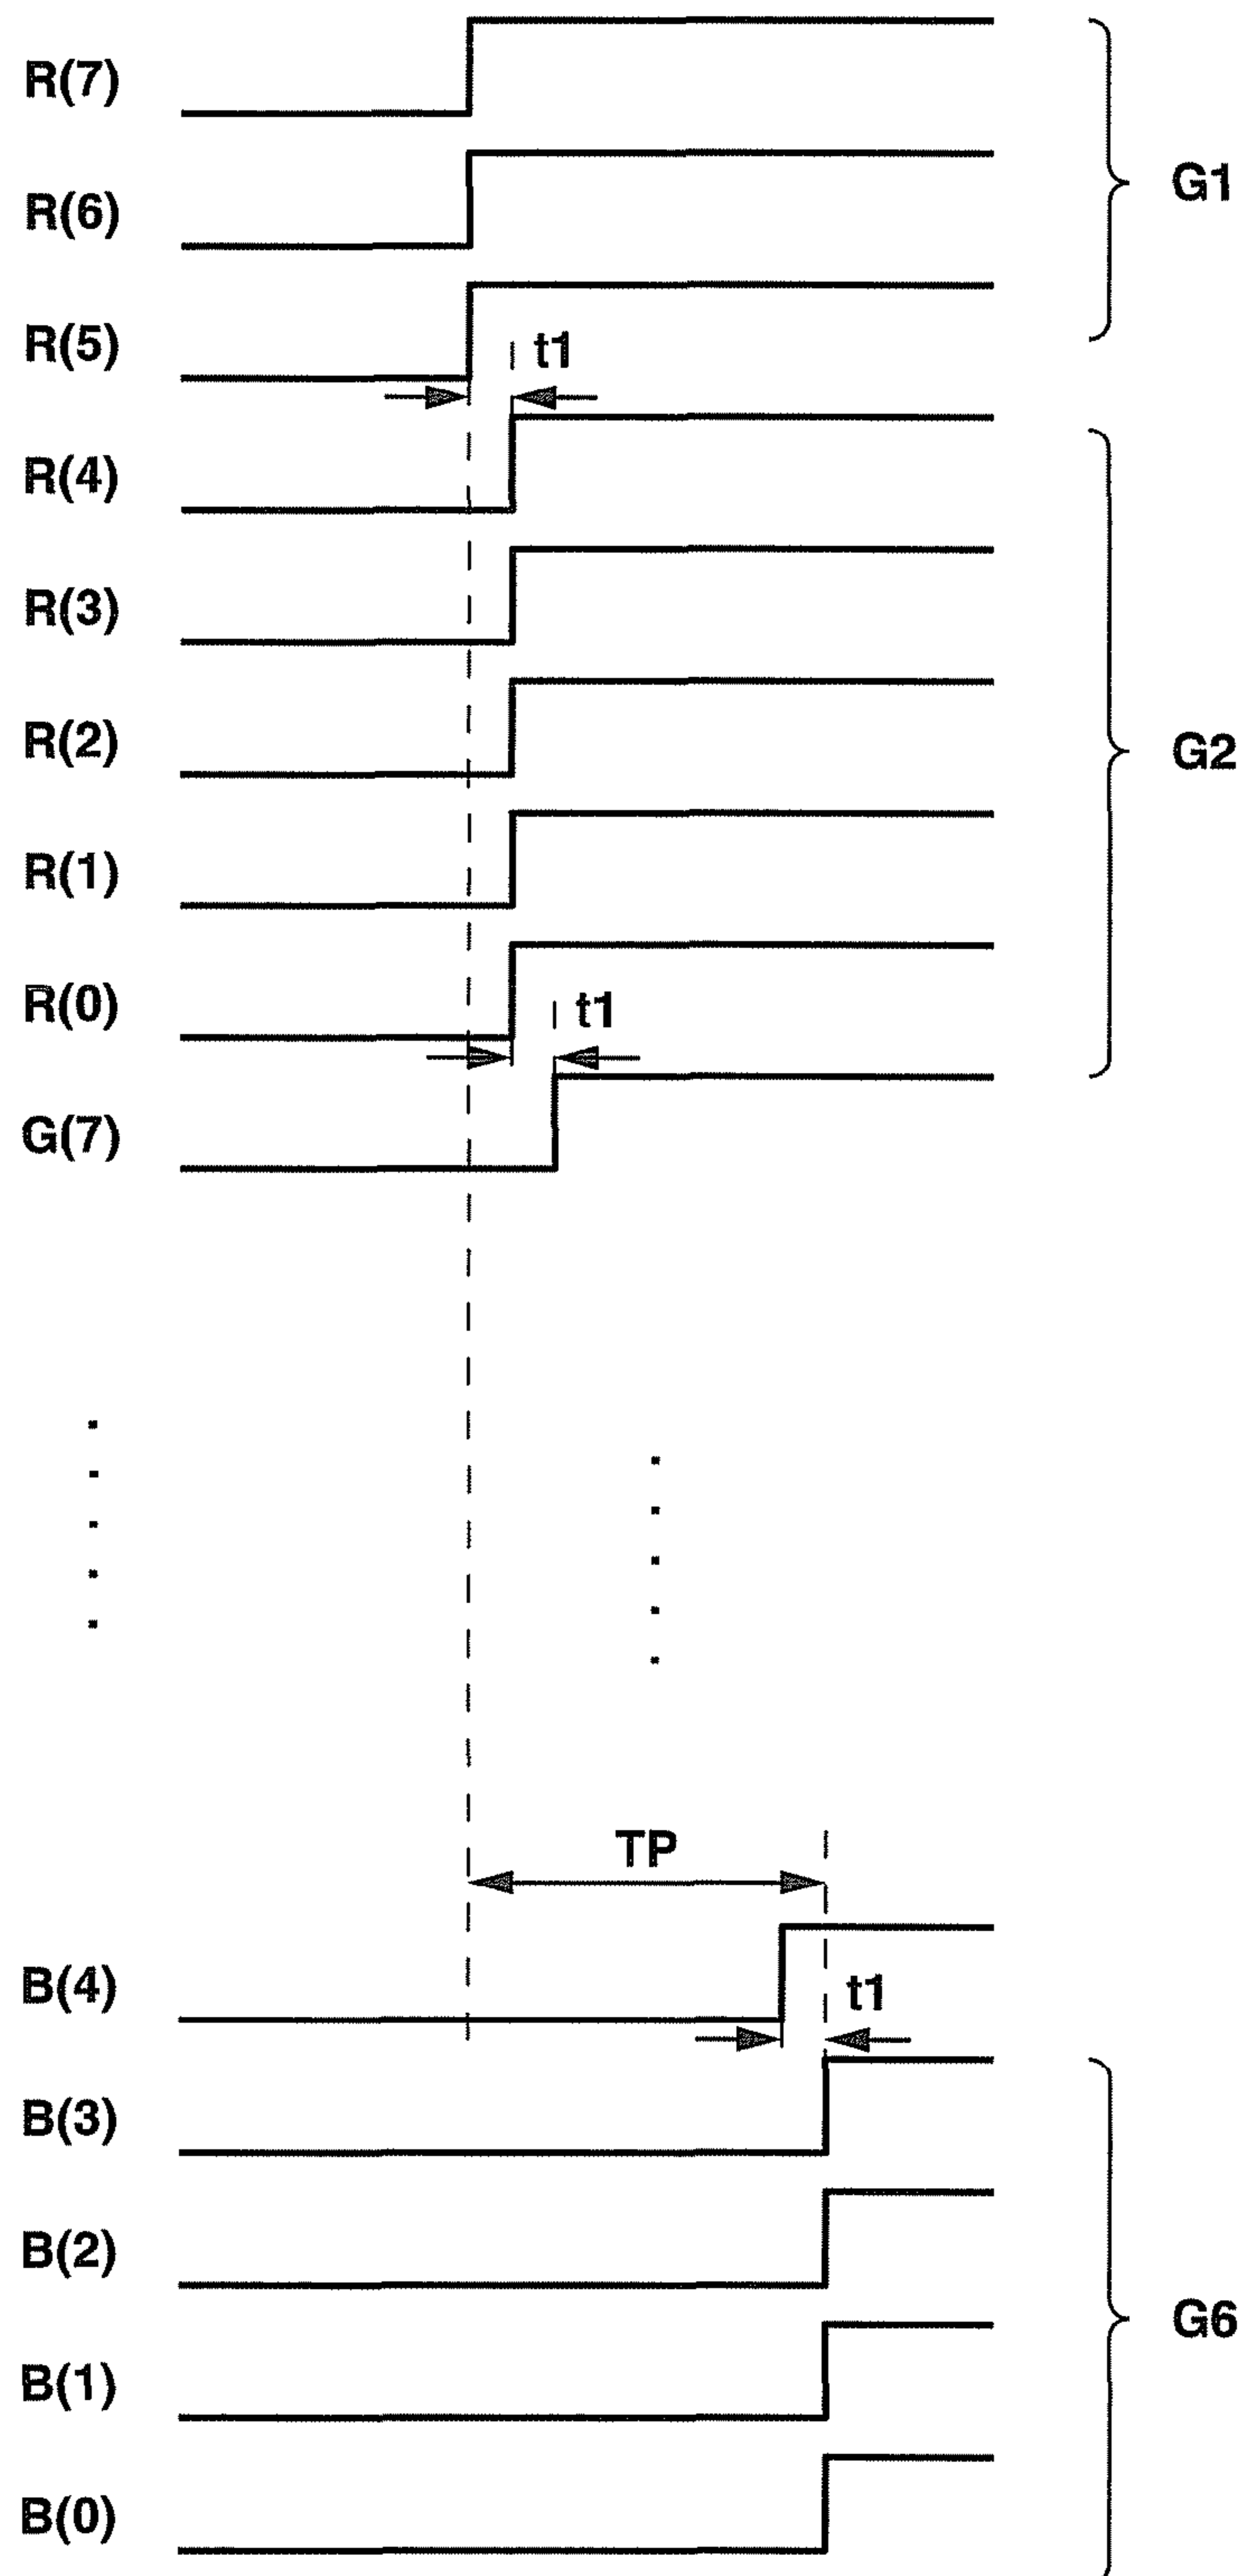 R(7)
R(6)
G1
R(5)
t1
R(4)
R(3)
R(2)
G2
R(1)
R(0)
t1
G(7)
TP
B(4)
t1
B(3)
B(2)
G6
B(1)
B(0)